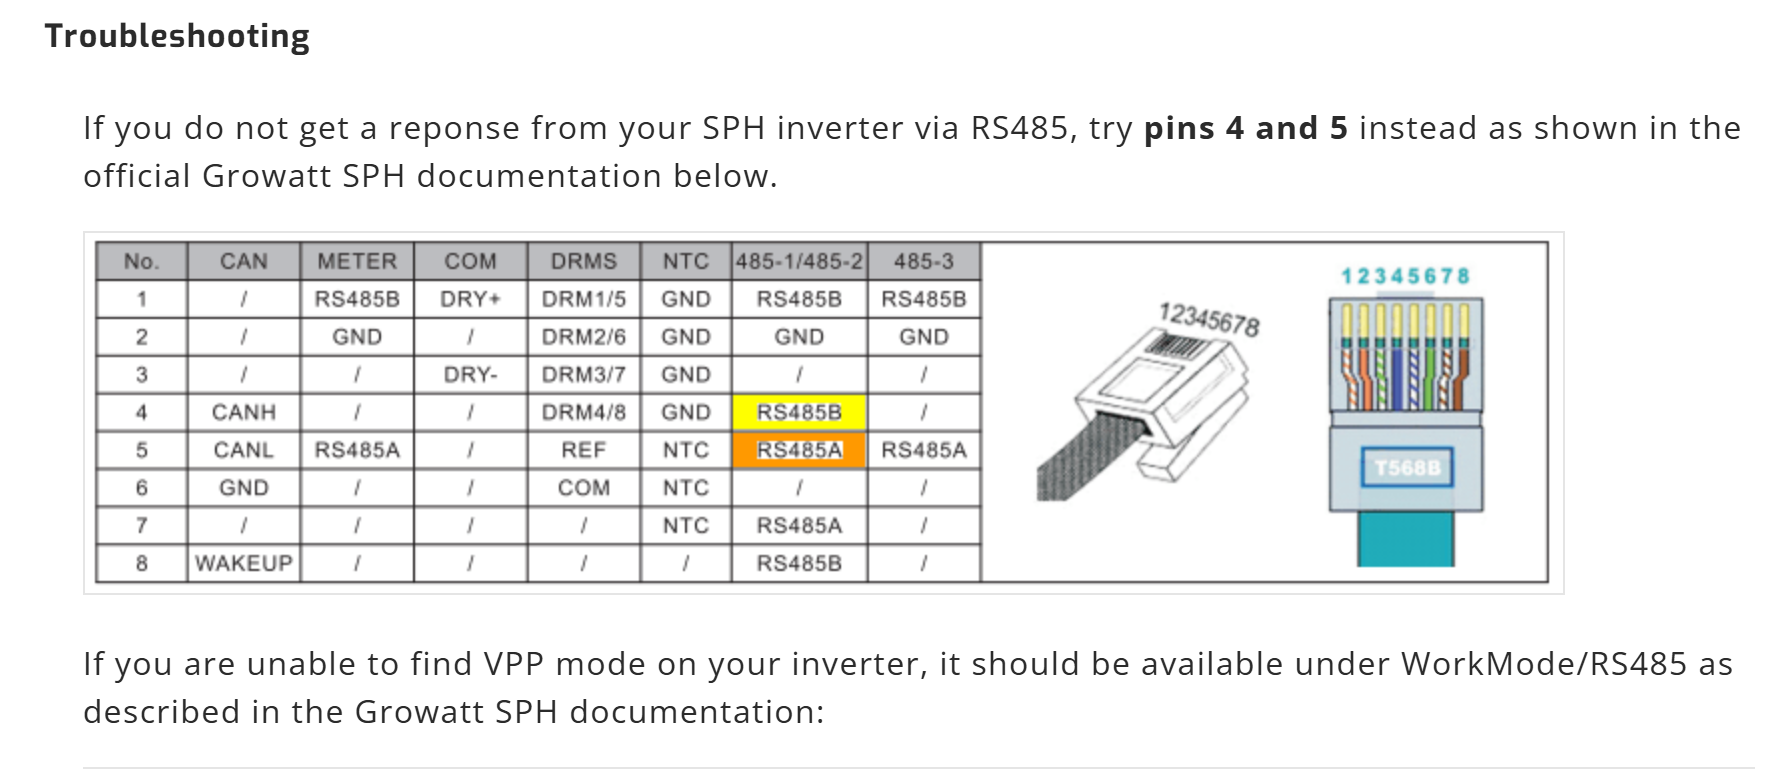 Troubleshooting
If you do not get a reponse from your SPH inverter via RS485, try pins 4 and 5 instead as shown in the
official Growatt SPH documentation below.
No. CAN METER COM DRMS NTC 485-1/485-2 485-3
1 / RS485B DRY+ DRM1/5 GND RS485B RS485B
2 / GND / DRM2/6 GND GND GND
3 / / DRY- DRM3/7 GND / /
4 CANH / / DRM4/8 GND RS485B /
5 CANL RS485A / REF NTC RS485A RS485A
6 GND / / COM NTC / /
7 / / / / NTC RS485A /
8 WAKEUP / / / / RS485B /
12345678
12345678
T568B
If you are unable to find VPP mode on your inverter, it should be available under WorkMode/RS485 as
described in the Growatt SPH documentation: